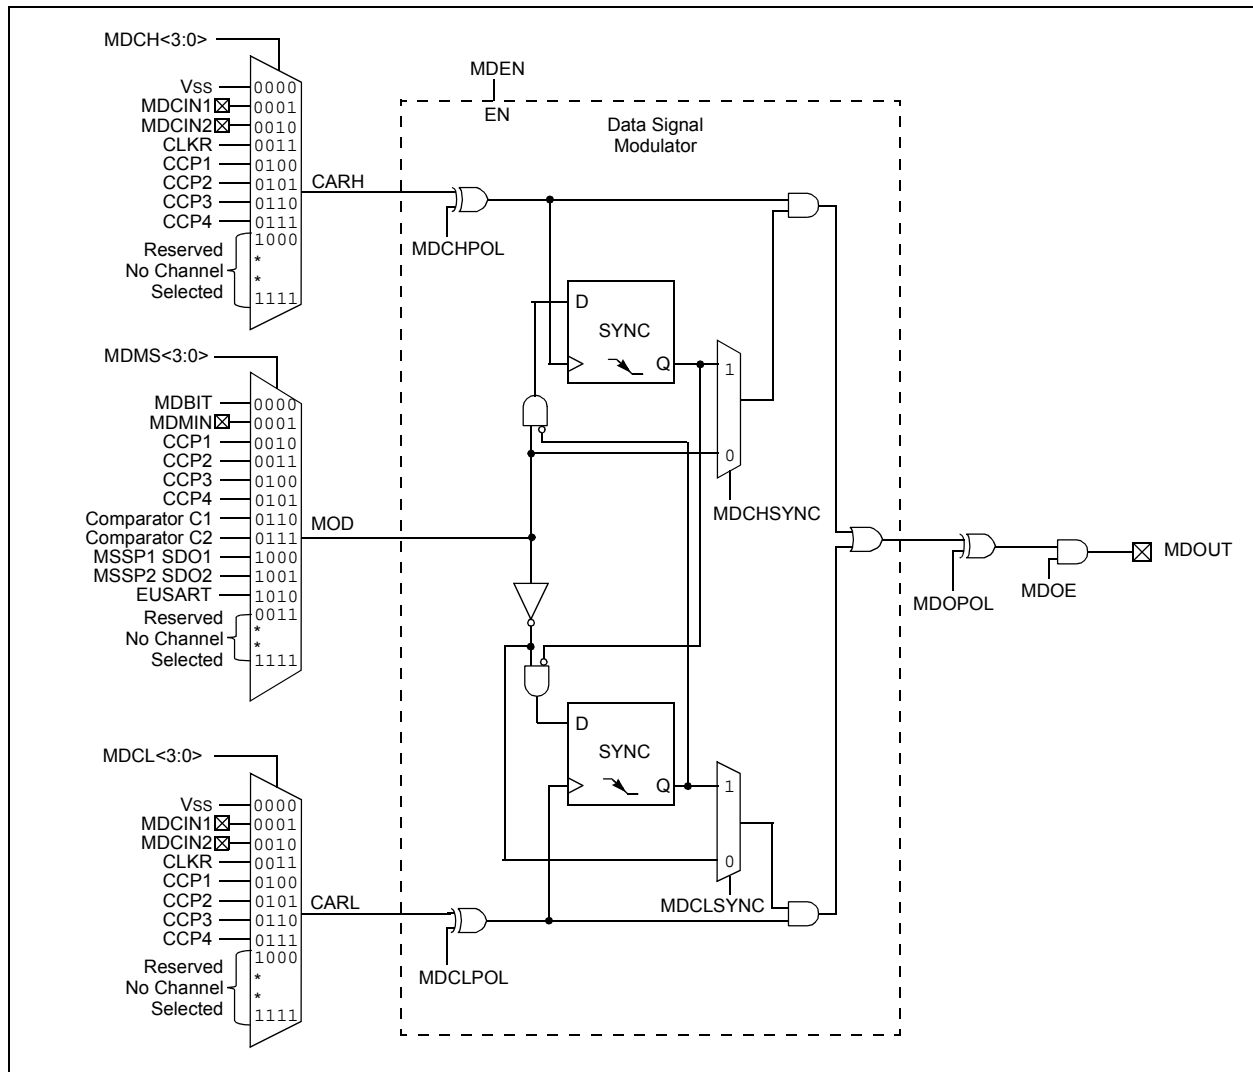 MDCH<3:0>
VSS 0000
MDCIN1 0001
MDCIN2 0010
CLKR 0011
CCP1 0100
CCP2 0101
CCP3 0110
CCP4 0111
Reserved 1000
No Channel *
Selected *
1111
CARH
MDMS<3:0>
MDBIT 0000
MDMIN 0001
CCP1 0010
CCP2 0011
CCP3 0100
CCP4 0101
Comparator C1 0110
Comparator C2 0111
MSSP1 SDO1 1000
MSSP2 SDO2 1001
EUSART 1010
Reserved 0011
No Channel *
Selected *
1111
MOD
MDCL<3:0>
VSS 0000
MDCIN1 0001
MDCIN2 0010
CLKR 0011
CCP1 0100
CCP2 0101
CCP3 0110
CCP4 0111
Reserved 1000
No Channel *
Selected *
1111
CARL
MDEN
EN
Data Signal
Modulator
MDCHPOL
D
SYNC
Q
1
0
MDCHSYNC
D
SYNC
Q
1
0
MDCLSYNC
MDCLPOL
MDOPOL
MDOE
MDOUT